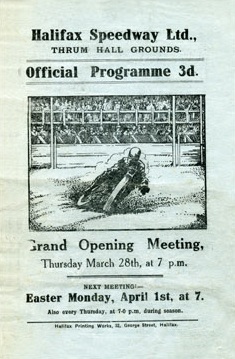 Halifax Speedway Ltd.,
THRUM HALL GROUNDS.
Official Programme 3d.
Grand Opening Meeting,
Thursday March 28th, at 7 p.m.
NEXT MEETING:—
Easter Monday, April 1st, at 7.
Also every Thursday, at 7-0 p.m. during season.
Halifax Printing Works, 12, George Street, Halifax.